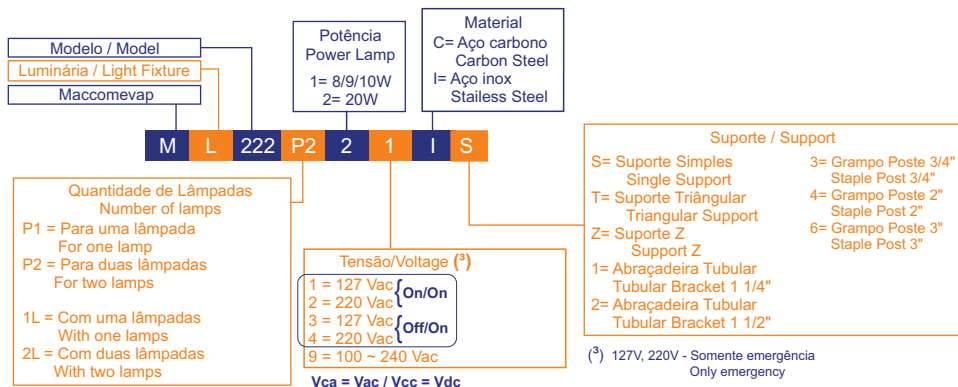 Modelo / Model
Luminária / Light Fixture
Maccomevap
Potência
Power Lamp
1= 8/9/10W
2= 20W
Material
C= Aço carbono
Carbon Steel
I= Aço inox
Stailess Steel
M L 222 P2 2 1 I S
Quantidade de Lâmpadas
Number of lamps
P1 = Para uma lâmpada
For one lamp
P2 = Para duas lâmpadas
For two lamps
1L = Com uma lâmpadas
With one lamps
2L = Com duas lâmpadas
With two lamps
Tensão/Voltage (³)
1 = 127 Vac
2 = 220 Vac
{On/On
3 = 127 Vac
4 = 220 Vac
{Off/On
9 = 100 ~ 240 Vac
Vca = Vac / Vcc = Vdc
Suporte / Support
S= Suporte Simples
Single Support
T= Suporte Triângular
Triangular Support
Z= Suporte Z
Support Z
1= Abraçadeira Tubular
Tubular Bracket 1 1/4"
2= Abraçadeira Tubular
Tubular Bracket 1 1/2"
3= Grampo Poste 3/4"
Staple Post 3/4"
4= Grampo Poste 2"
Staple Post 2"
6= Grampo Poste 3"
Staple Post 3"
(³) 127V, 220V - Somente emergência
Only emergency